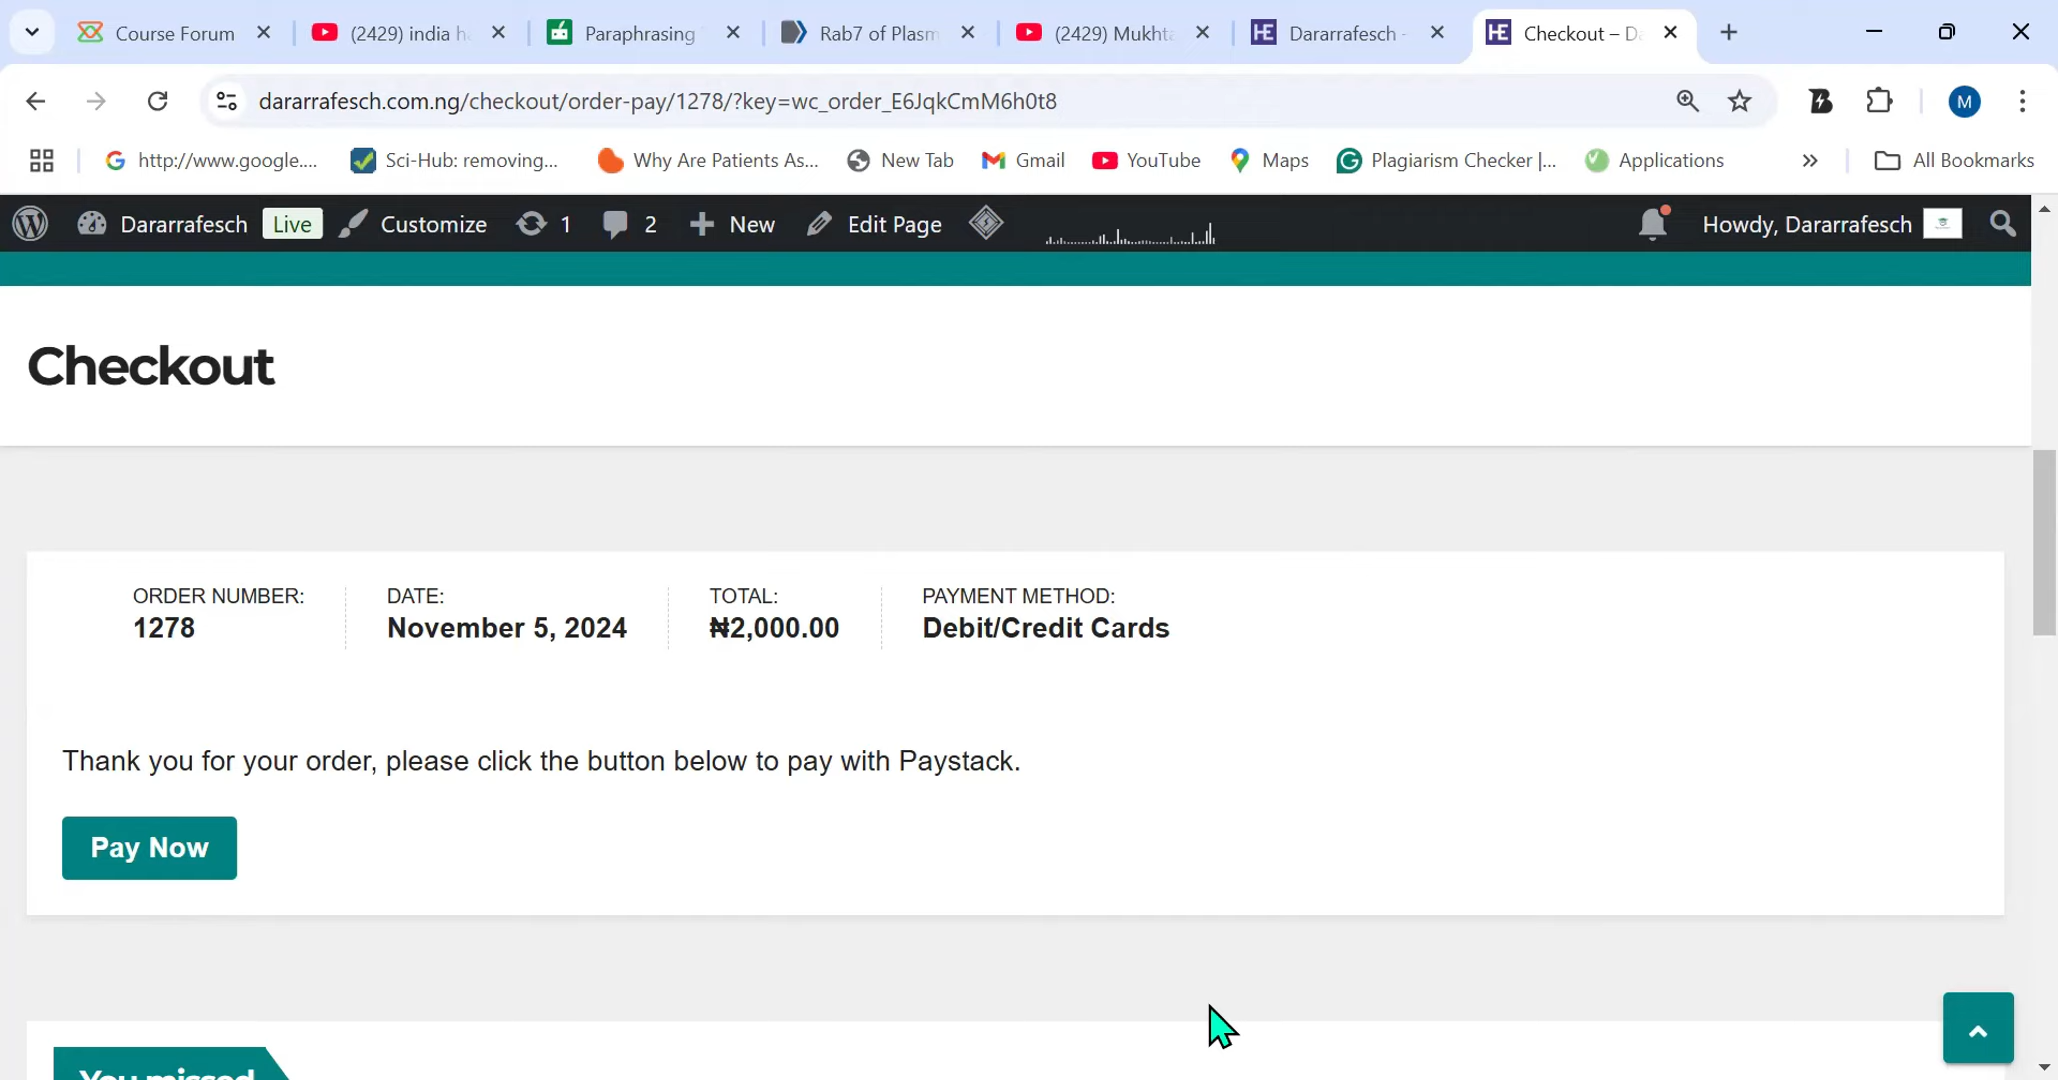 Course Forum
(2429) india h
Paraphrasing
Rab7 of Plasm
(2429) Mukhta
Dararrafesch -
Checkout – Da
dararrafesch.com.ng/checkout/order-pay/1278/?key=wc_order_E6JqkCmM6h0t8
M
http://www.google....
Sci-Hub: removing...
Why Are Patients As...
New Tab
Gmail
YouTube
Maps
Plagiarism Checker |...
Applications
»
All Bookmarks
Dararrafesch
Live
Customize
1
2
New
Edit Page
Howdy, Dararrafesch
Checkout
ORDER NUMBER:
1278
DATE:
November 5, 2024
TOTAL:
₦2,000.00
PAYMENT METHOD:
Debit/Credit Cards
Thank you for your order, please click the button below to pay with Paystack.
Pay Now
You missed